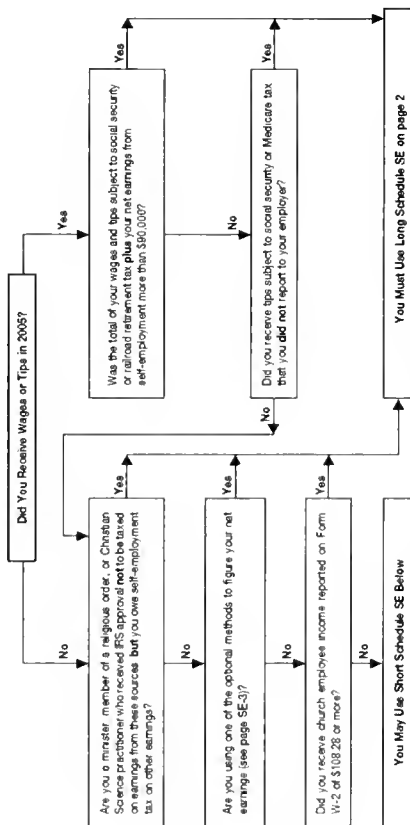 Did You Receive Wages or Tips in 2005?
No
Yes
Are you a minister, member of a religious order, or Christian
Science practitioner who received IRS approval not to be taxed
on earnings from these sources, but you owe self-employment
tax on other earnings?
Yes
No
Are you using one of the optional methods to figure your net
earnings (see page SE-3)?
Yes
No
Did you receive church employee income reported on Form
W-2 of $108.28 or more?
Yes
No
You May Use Short Schedule SE Below
Was the total of your wages and tips subject to social security
or railroad retirement tax plus your net earnings from
self-employment more than $90,000?
Yes
No
Did you receive tips subject to social security or Medicare tax
that you did not report to your employer?
Yes
No
You Must Use Long Schedule SE on page 2